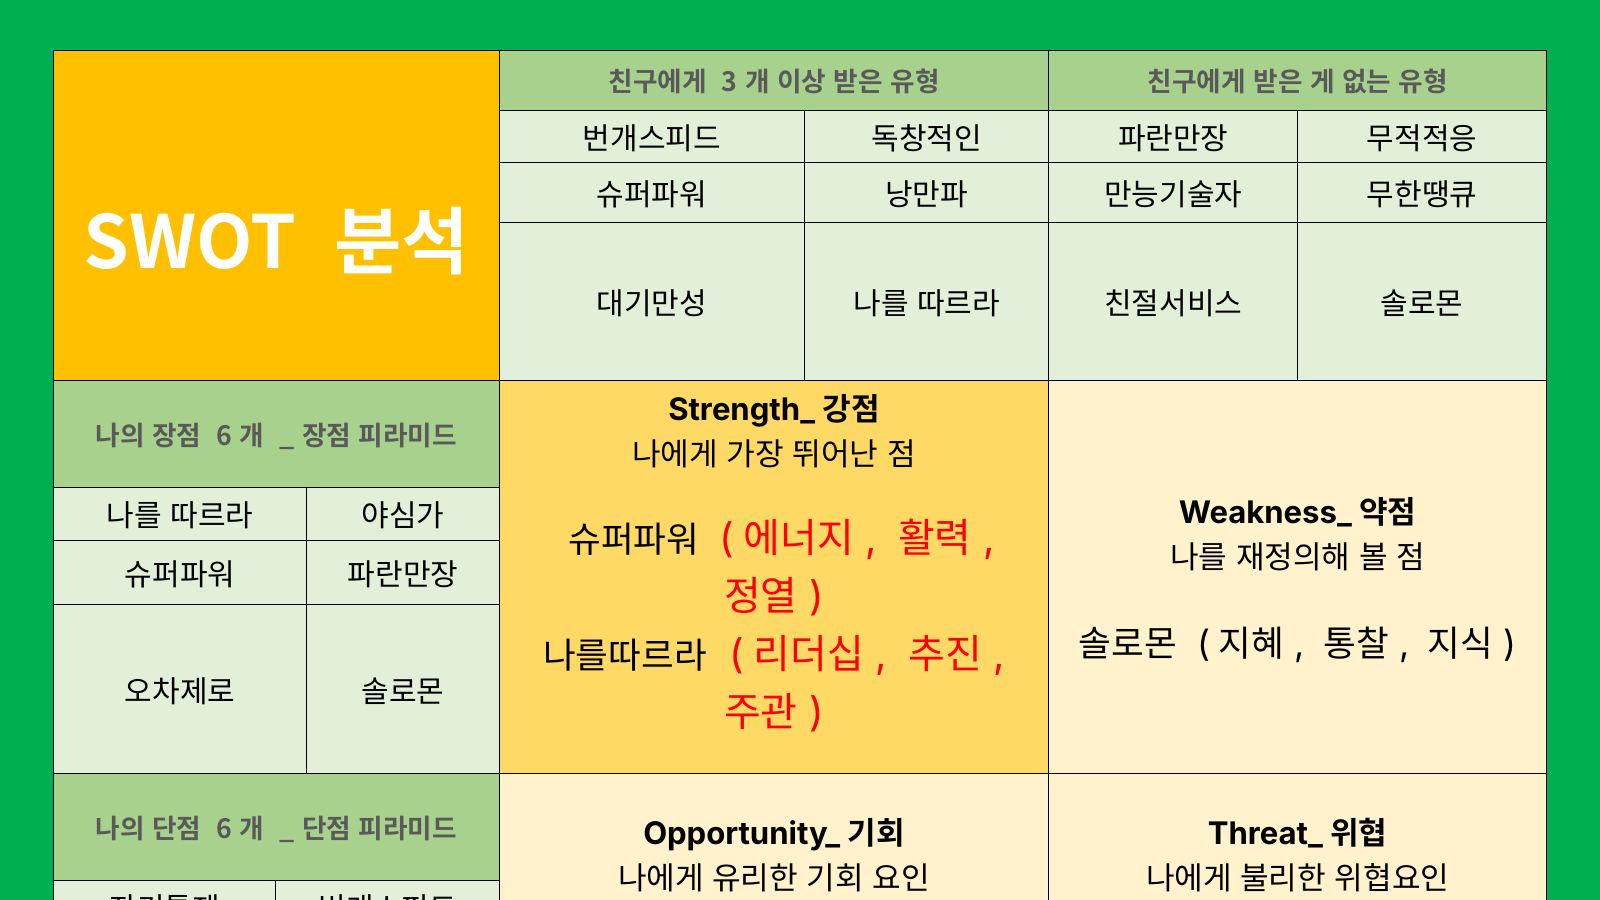 SWOT 분석
친구에게 3 개 이상 받은 유형
친구에게 받은 게 없는 유형
번개스피드
독창적인
파란만장
무적적응
슈퍼파워
낭만파
만능기술자
무한땡큐
대기만성
나를 따르라
친절서비스
솔로몬
나의 장점 6 개 _ 장점 피라미드
나를 따르라
야심가
슈퍼파워
파란만장
오차제로
솔로몬
Strength_ 강점
나에게 가장 뛰어난 점
슈퍼파워 ( 에너지 , 활력 ,
정열 )
나를따르라 ( 리더십 , 추진 ,
주관 )
Weakness_ 약점
나를 재정의해 볼 점
솔로몬 ( 지혜 , 통찰 , 지식 )
나의 단점 6 개 _ 단점 피라미드
Opportunity_ 기회
나에게 유리한 기회 요인
Threat_ 위협
나에게 불리한 위협요인